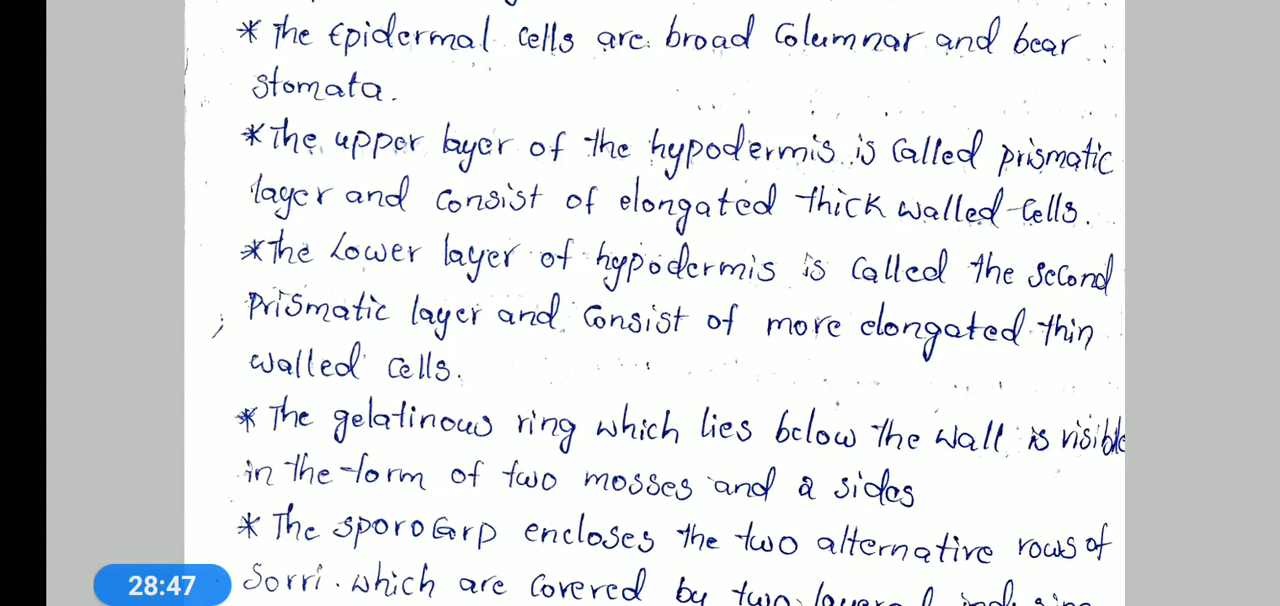 * The Epidermal cells are broad Columnar and bear
stomata.
* The upper layer of the hypodermis is called prismatic
layer and consist of elongated thick walled cells.
* The Lower layer of hypodermis is called the second
Prismatic layer and consist of more elongated thin
walled cells.
* The gelatinous ring which lies below the wall is visible
in the form of two mosses and a sides
* The sporocarp encloses the two alternative rows of
28:47
Sorri. which are covered by two layered